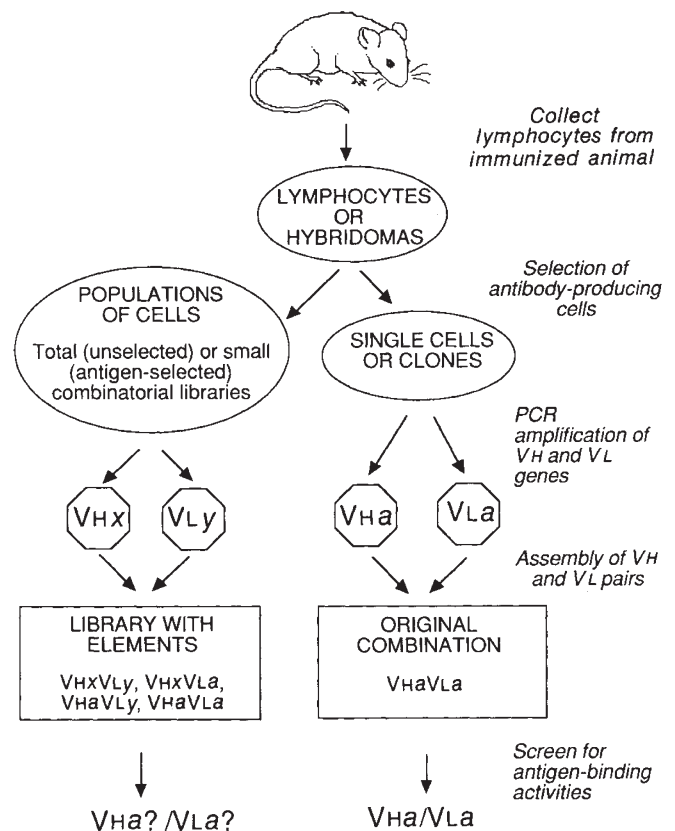 Collect
lymphocytes from
immunized animal
LYMPHOCYTES
OR
HYBRIDOMAS
Selection of
antibody-producing
cells
POPULATIONS
OF CELLS
Total (unselected) or small
(antigen-selected)
combinatorial libraries
SINGLE CELLS
OR CLONES
PCR
amplification of
VH and VL
genes
VHx
VLy
VHa
VLa
Assembly of VH
and VL pairs
LIBRARY WITH
ELEMENTS
VHxVLy, VHxVLa,
VHaVLy, VHaVLa
ORIGINAL
COMBINATION
VHaVLa
Screen for
antigen-binding
activities
VHa? /VLa?
VHa/VLa